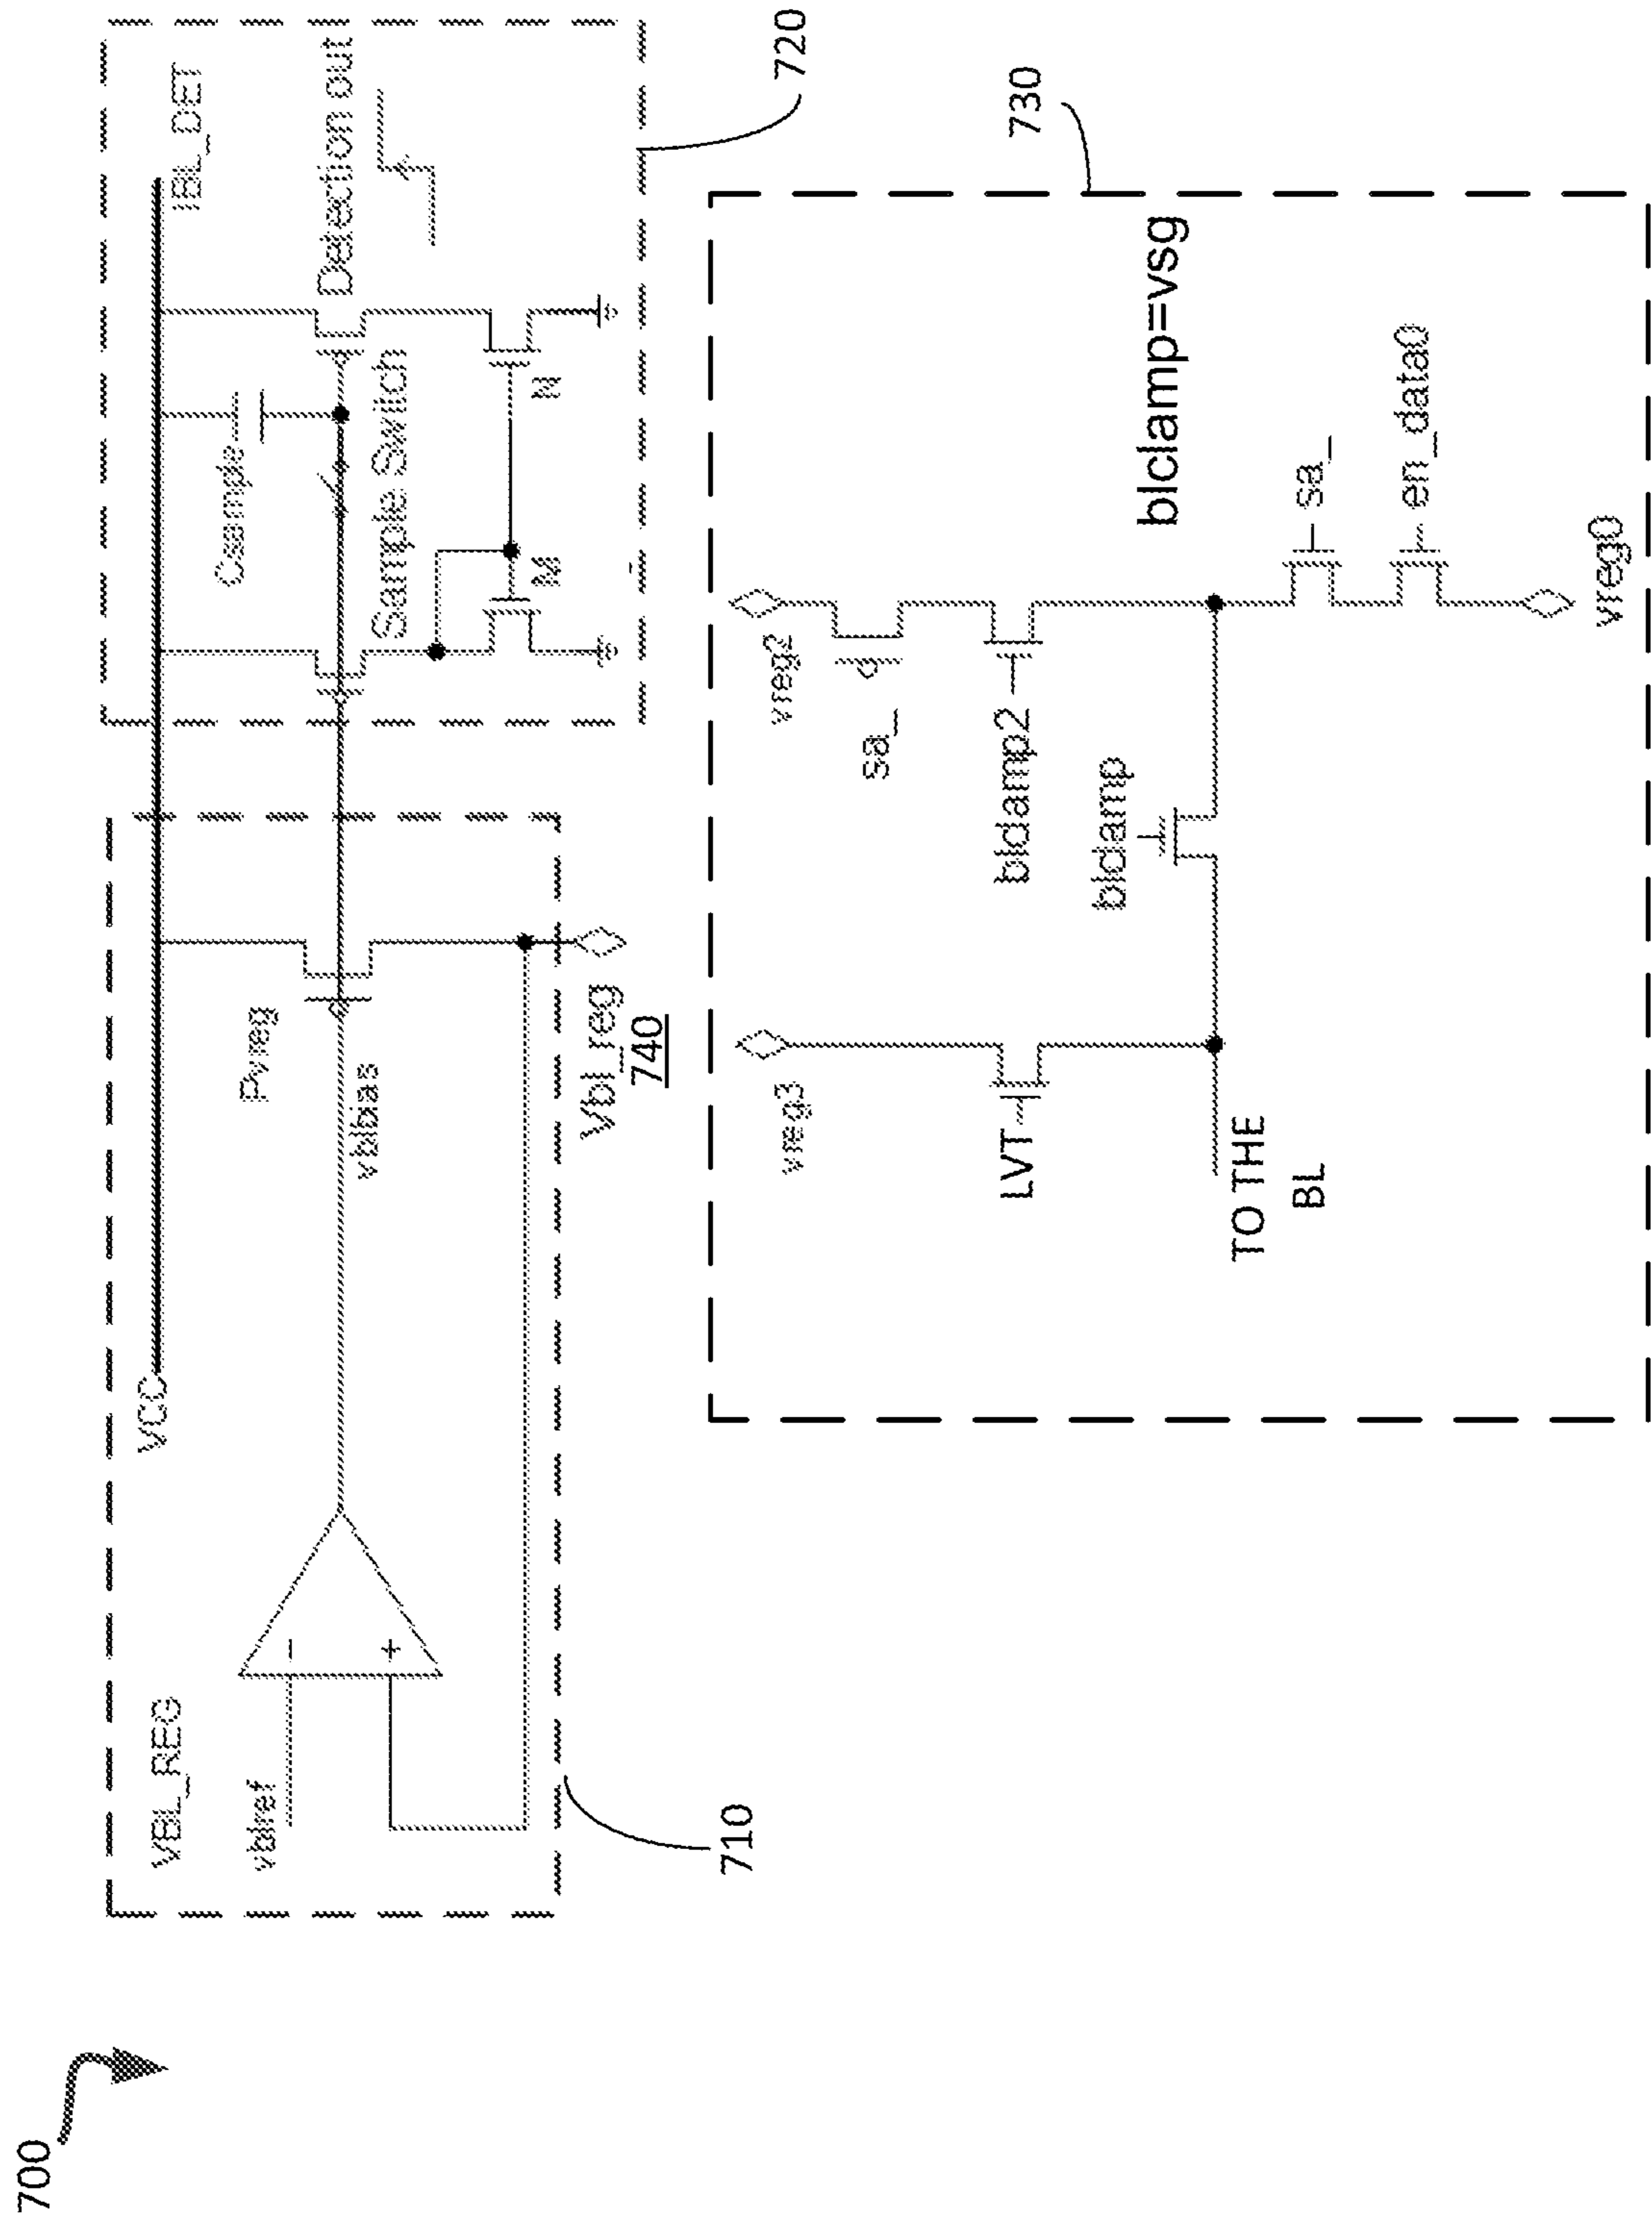 700
VBL_REG
VCC
IBL_DET
vblref
−
+
Pvreg
vblbias
Csample
Sample Switch
Detection out
M
N
Vbl_reg
740
710
720
730
vreg3
vreg2
sa_
LVT
blclamp2
blclamp
blclamp=vsg
TO THE
BL
sa_
en_data0
vreg0